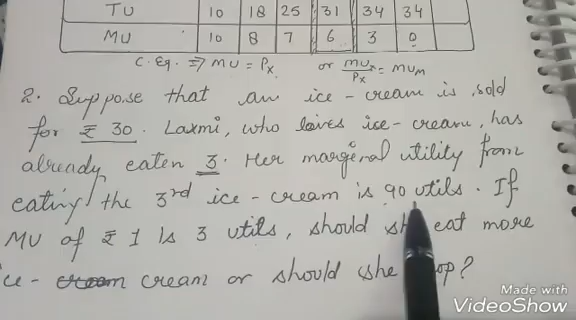 TU 10 18 25 31 34 34
MU 10 8 7 6 3 0
C. Eq. ⇒ MU = Px or MUx/Px = MUM
2. Suppose that an ice-cream is sold
for ₹ 30. Laxmi, who loves ice-cream, has
already eaten 3. Her marginal utility from
eating the 3rd ice-cream is 90 utils. If
MU of ₹ 1 is 3 utils, should eat more
cream or should she
Made with
VideoShow